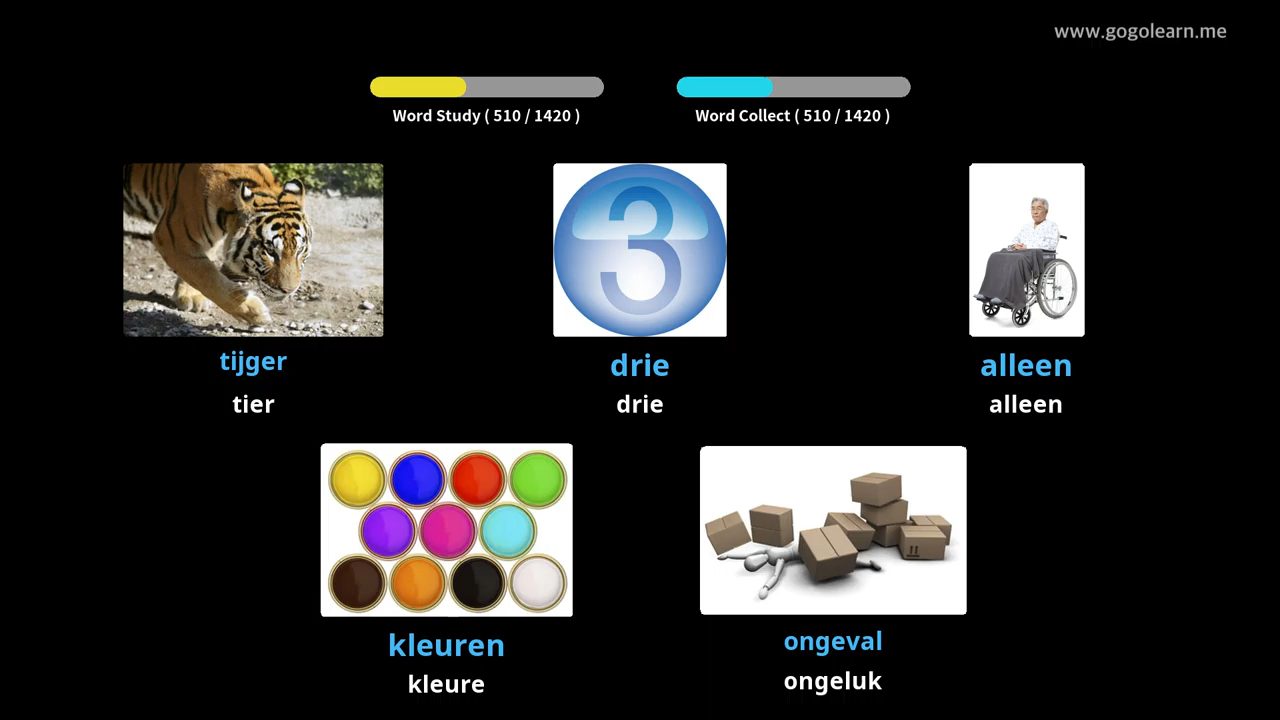 www.gogolearn.me
Word Study ( 510 / 1420 )
Word Collect ( 510 / 1420 )
3
tijger
tier
drie
drie
alleen
alleen
kleuren
kleure
ongeval
ongeluk